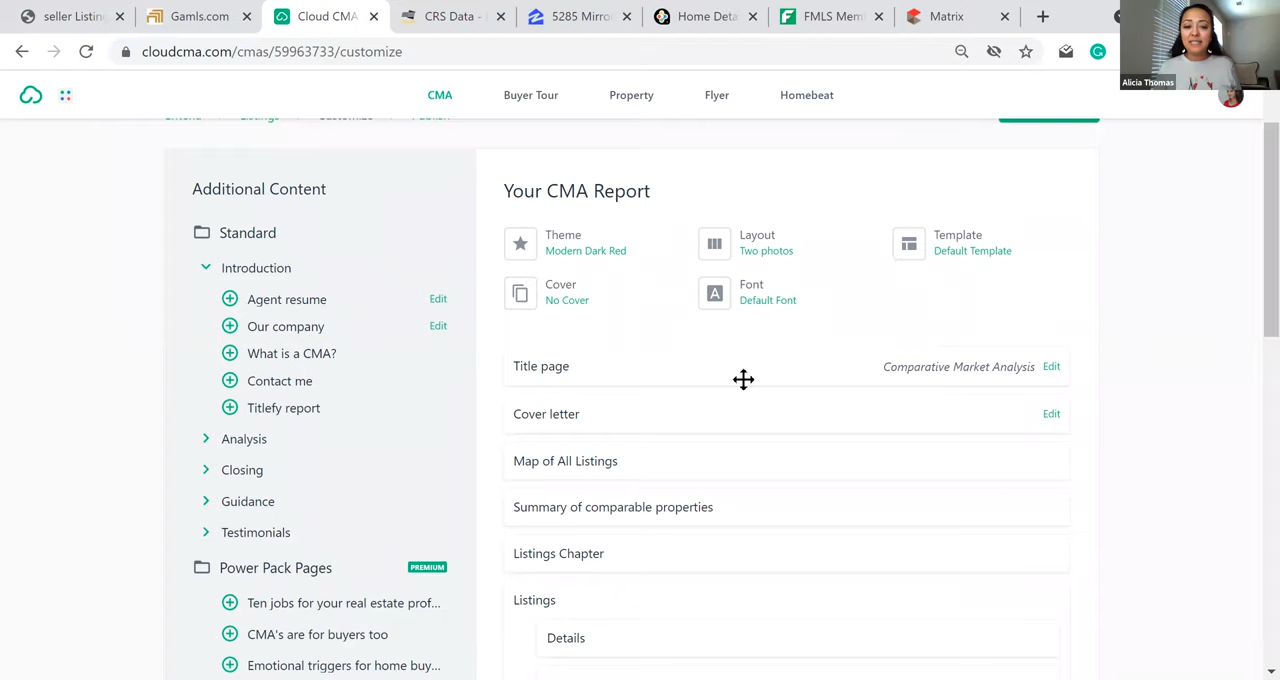 seller Listin
Gamls.com
Cloud CMA
CRS Data -
5285 Mirro
Home Deta
FMLS Mem
Matrix
cloudcma.com/cmas/59963733/customize
Alicia Thomas
CMA
Buyer Tour
Property
Flyer
Homebeat
Listings
Customize
Publish
Additional Content
Your CMA Report
Standard
Theme
Modern Dark Red
Layout
Two photos
Template
Default Template
Introduction
Cover
No Cover
Font
Default Font
A
Agent resume
Edit
Our company
Edit
What is a CMA?
Contact me
Titlefy report
Title page
Comparative Market Analysis
Edit
Cover letter
Edit
Analysis
Map of All Listings
Closing
Guidance
Summary of comparable properties
Testimonials
Listings Chapter
Power Pack Pages
PREMIUM
Ten jobs for your real estate prof...
Listings
CMA's are for buyers too
Details
Emotional triggers for home buy...